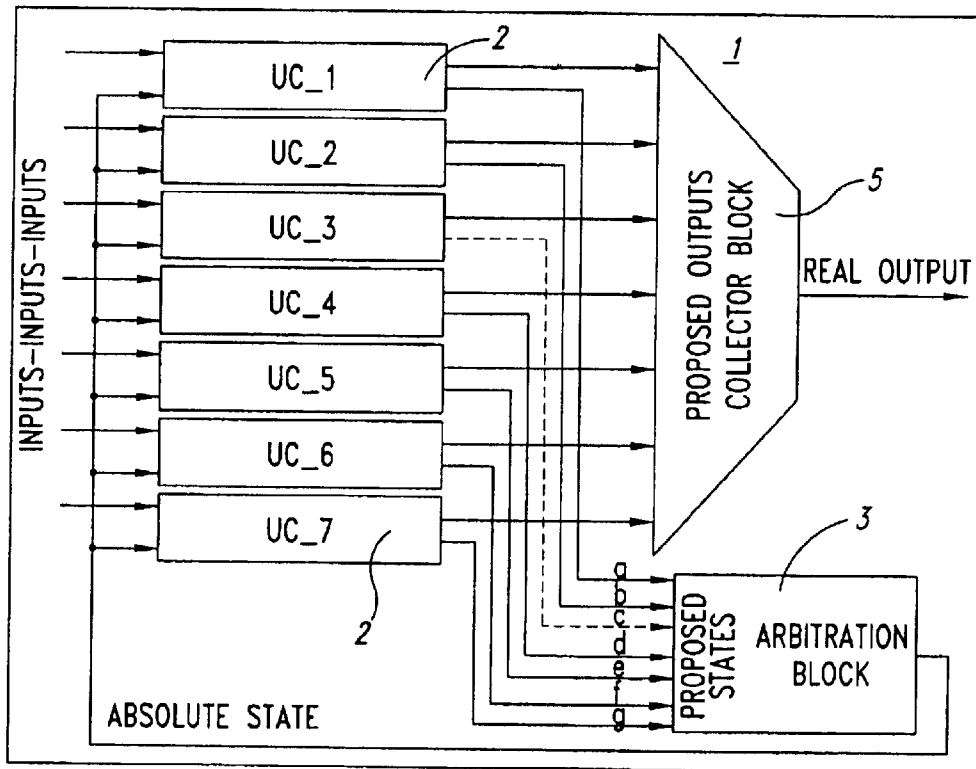 2
1
UC_1
UC_2
UC_3
UC_4
UC_5
UC_6
UC_7
2
INPUTS-INPUTS-INPUTS
PROPOSED OUTPUTS
COLLECTOR BLOCK
5
REAL OUTPUT
3
a
b
c
d
e
f
g
PROPOSED
STATES
ARBITRATION
BLOCK
ABSOLUTE STATE